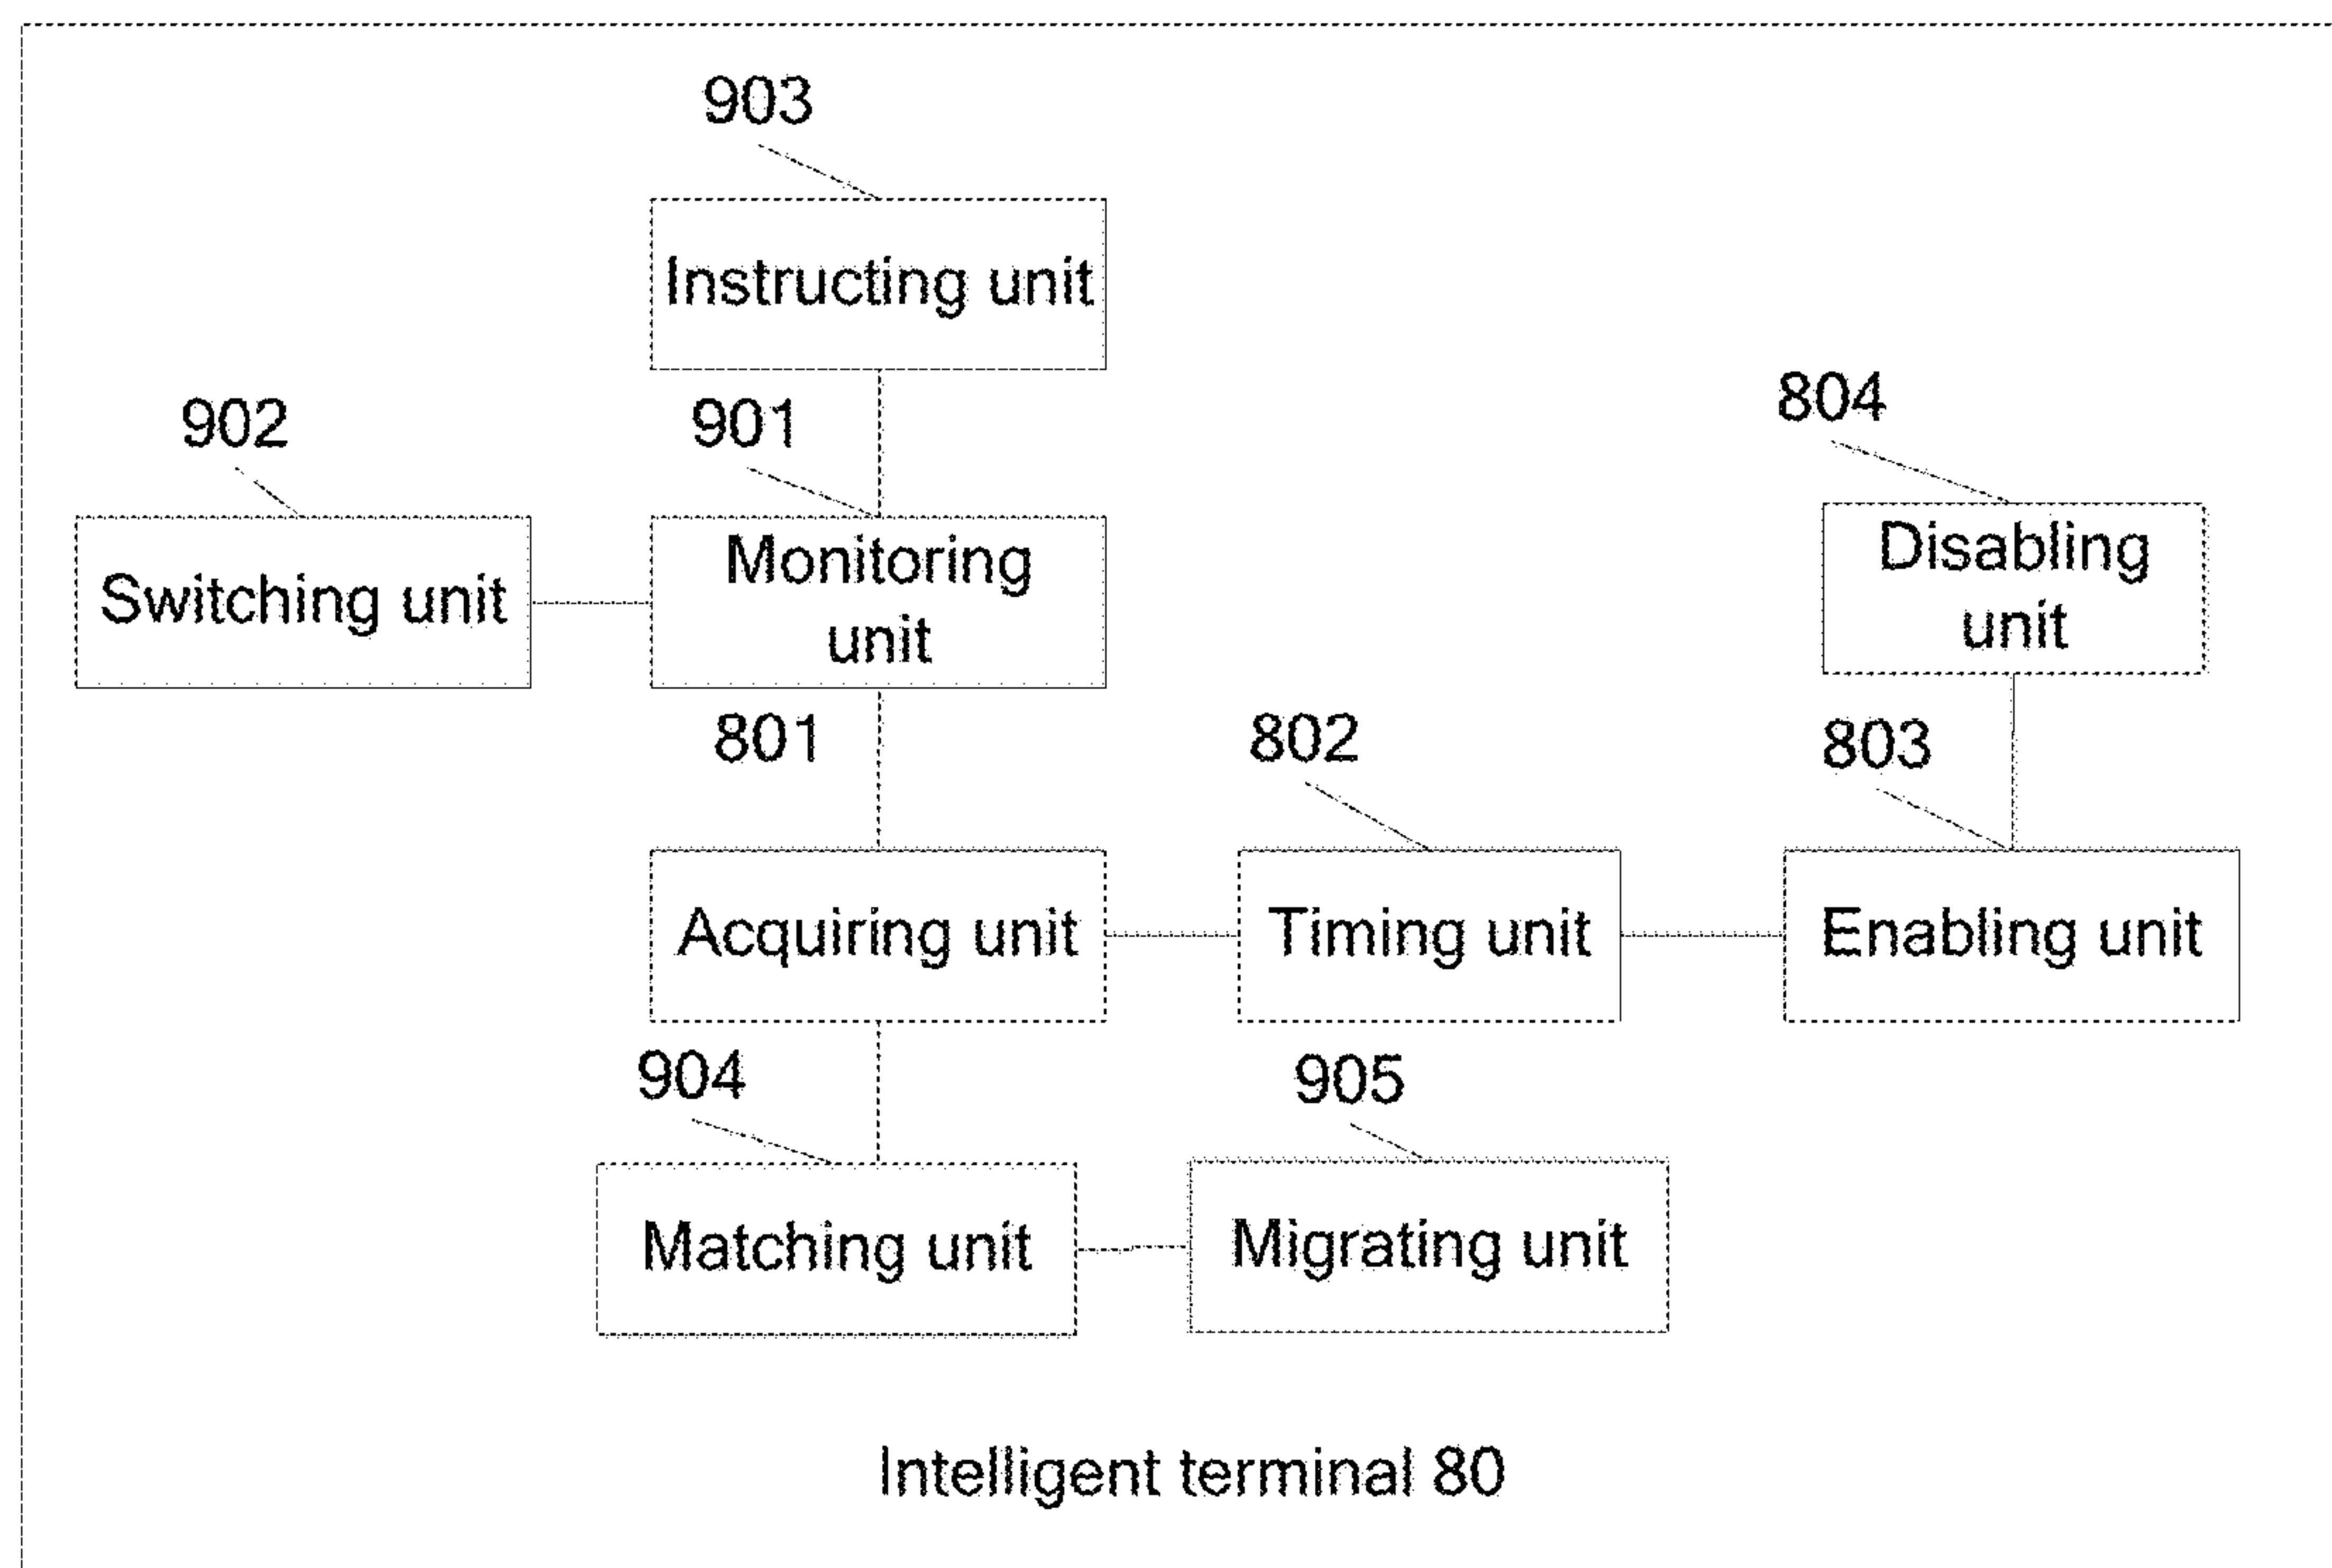 903
Instructing unit
902
901
804
Switching unit
Monitoring
unit
Disabling
unit
801
802
803
Acquiring unit
Timing unit
Enabling unit
904
905
Matching unit
Migrating unit
Intelligent terminal 80